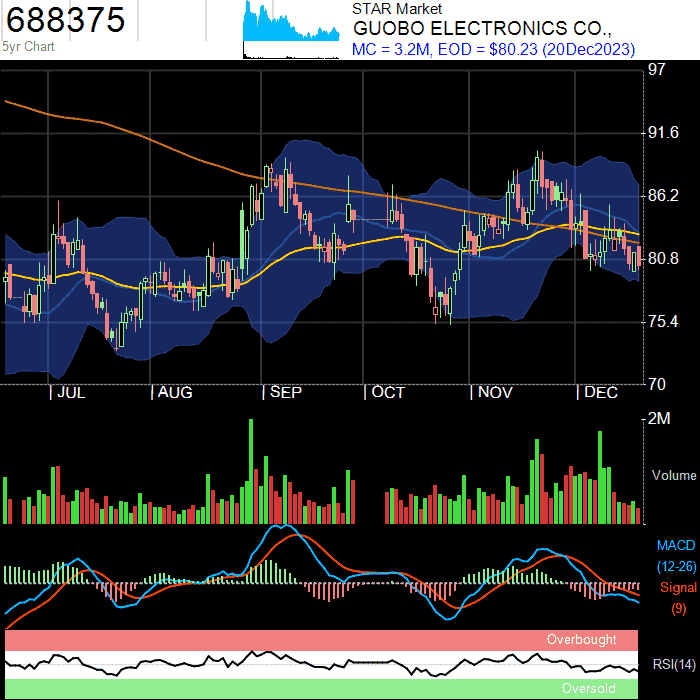 688375
5yr Chart
STAR Market
GUOBO ELECTRONICS CO.,
MC = 3.2M, EOD = $80.23 (20Dec2023)
97
91.6
86.2
80.8
75.4
70
| JUL | AUG | SEP | OCT | NOV | DEC
2M
Volume
MACD
(12-26)
Signal
(9)
Overbought
RSI(14)
Oversold